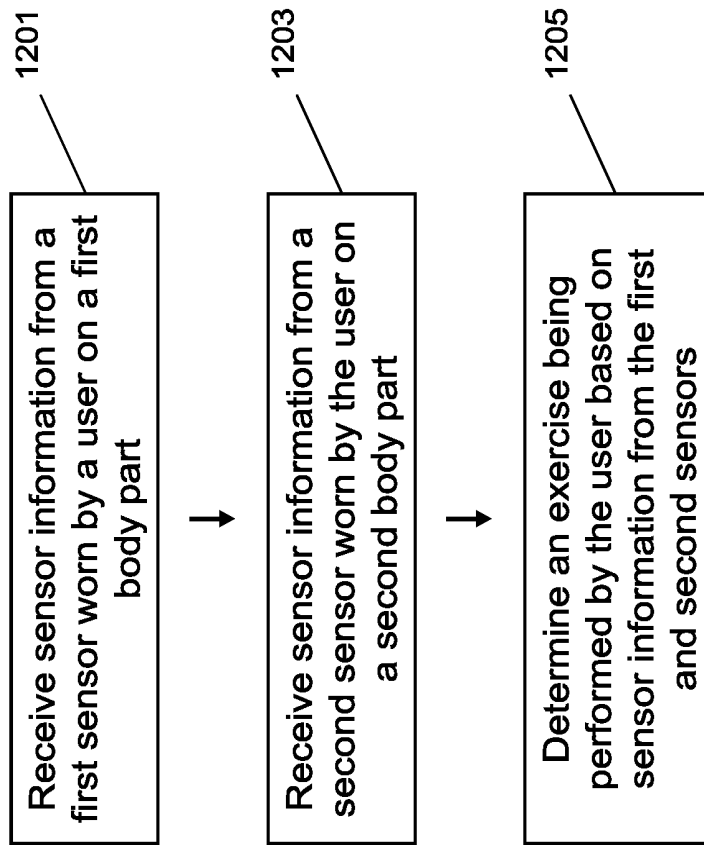 Receive sensor information from a
first sensor worn by a user on a first
body part
1201
Receive sensor information from a
second sensor worn by the user on
a second body part
1203
Determine an exercise being
performed by the user based on
sensor information from the first
and second sensors
1205